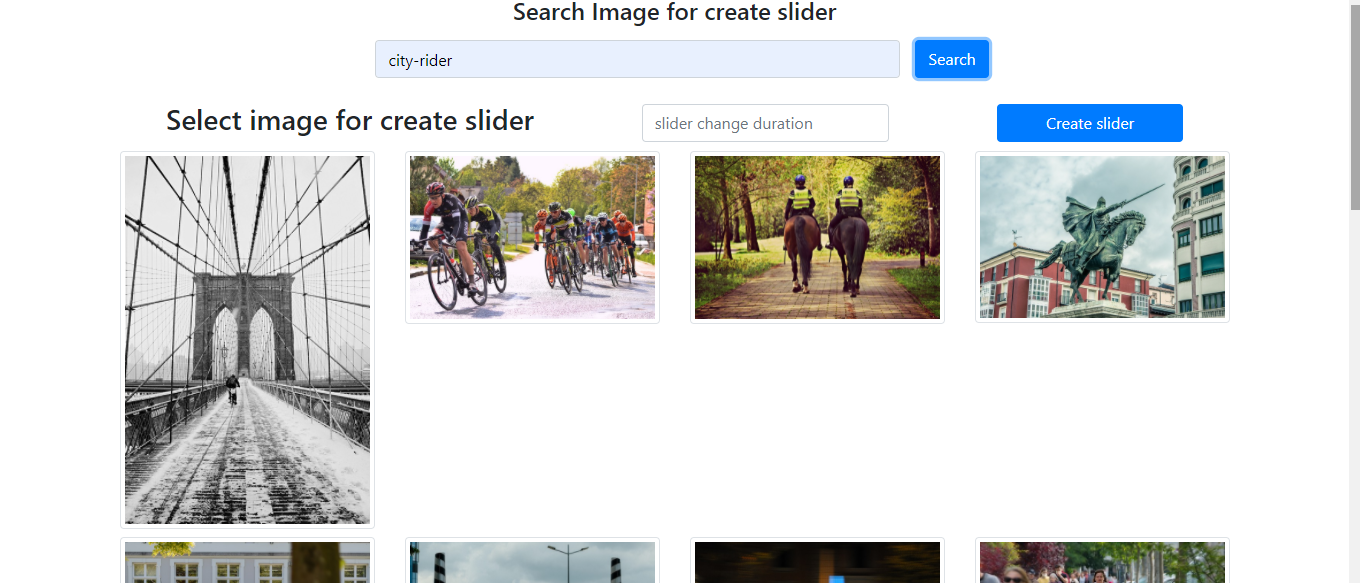 Search Image for create slider
city-rider
Search
Select image for create slider
slider change duration
Create slider